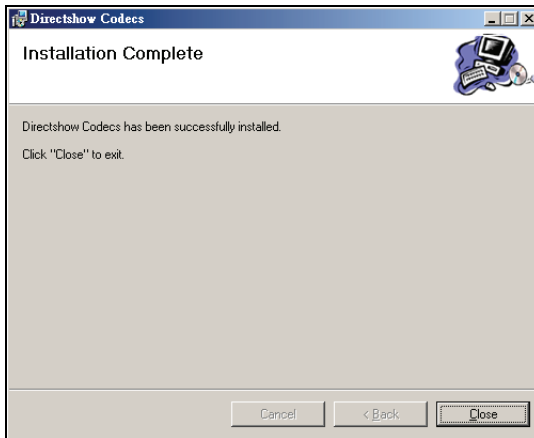 Directshow Codecs
Installation Complete
Directshow Codecs has been successfully installed.
Click "Close" to exit.
Cancel
< Back
Close